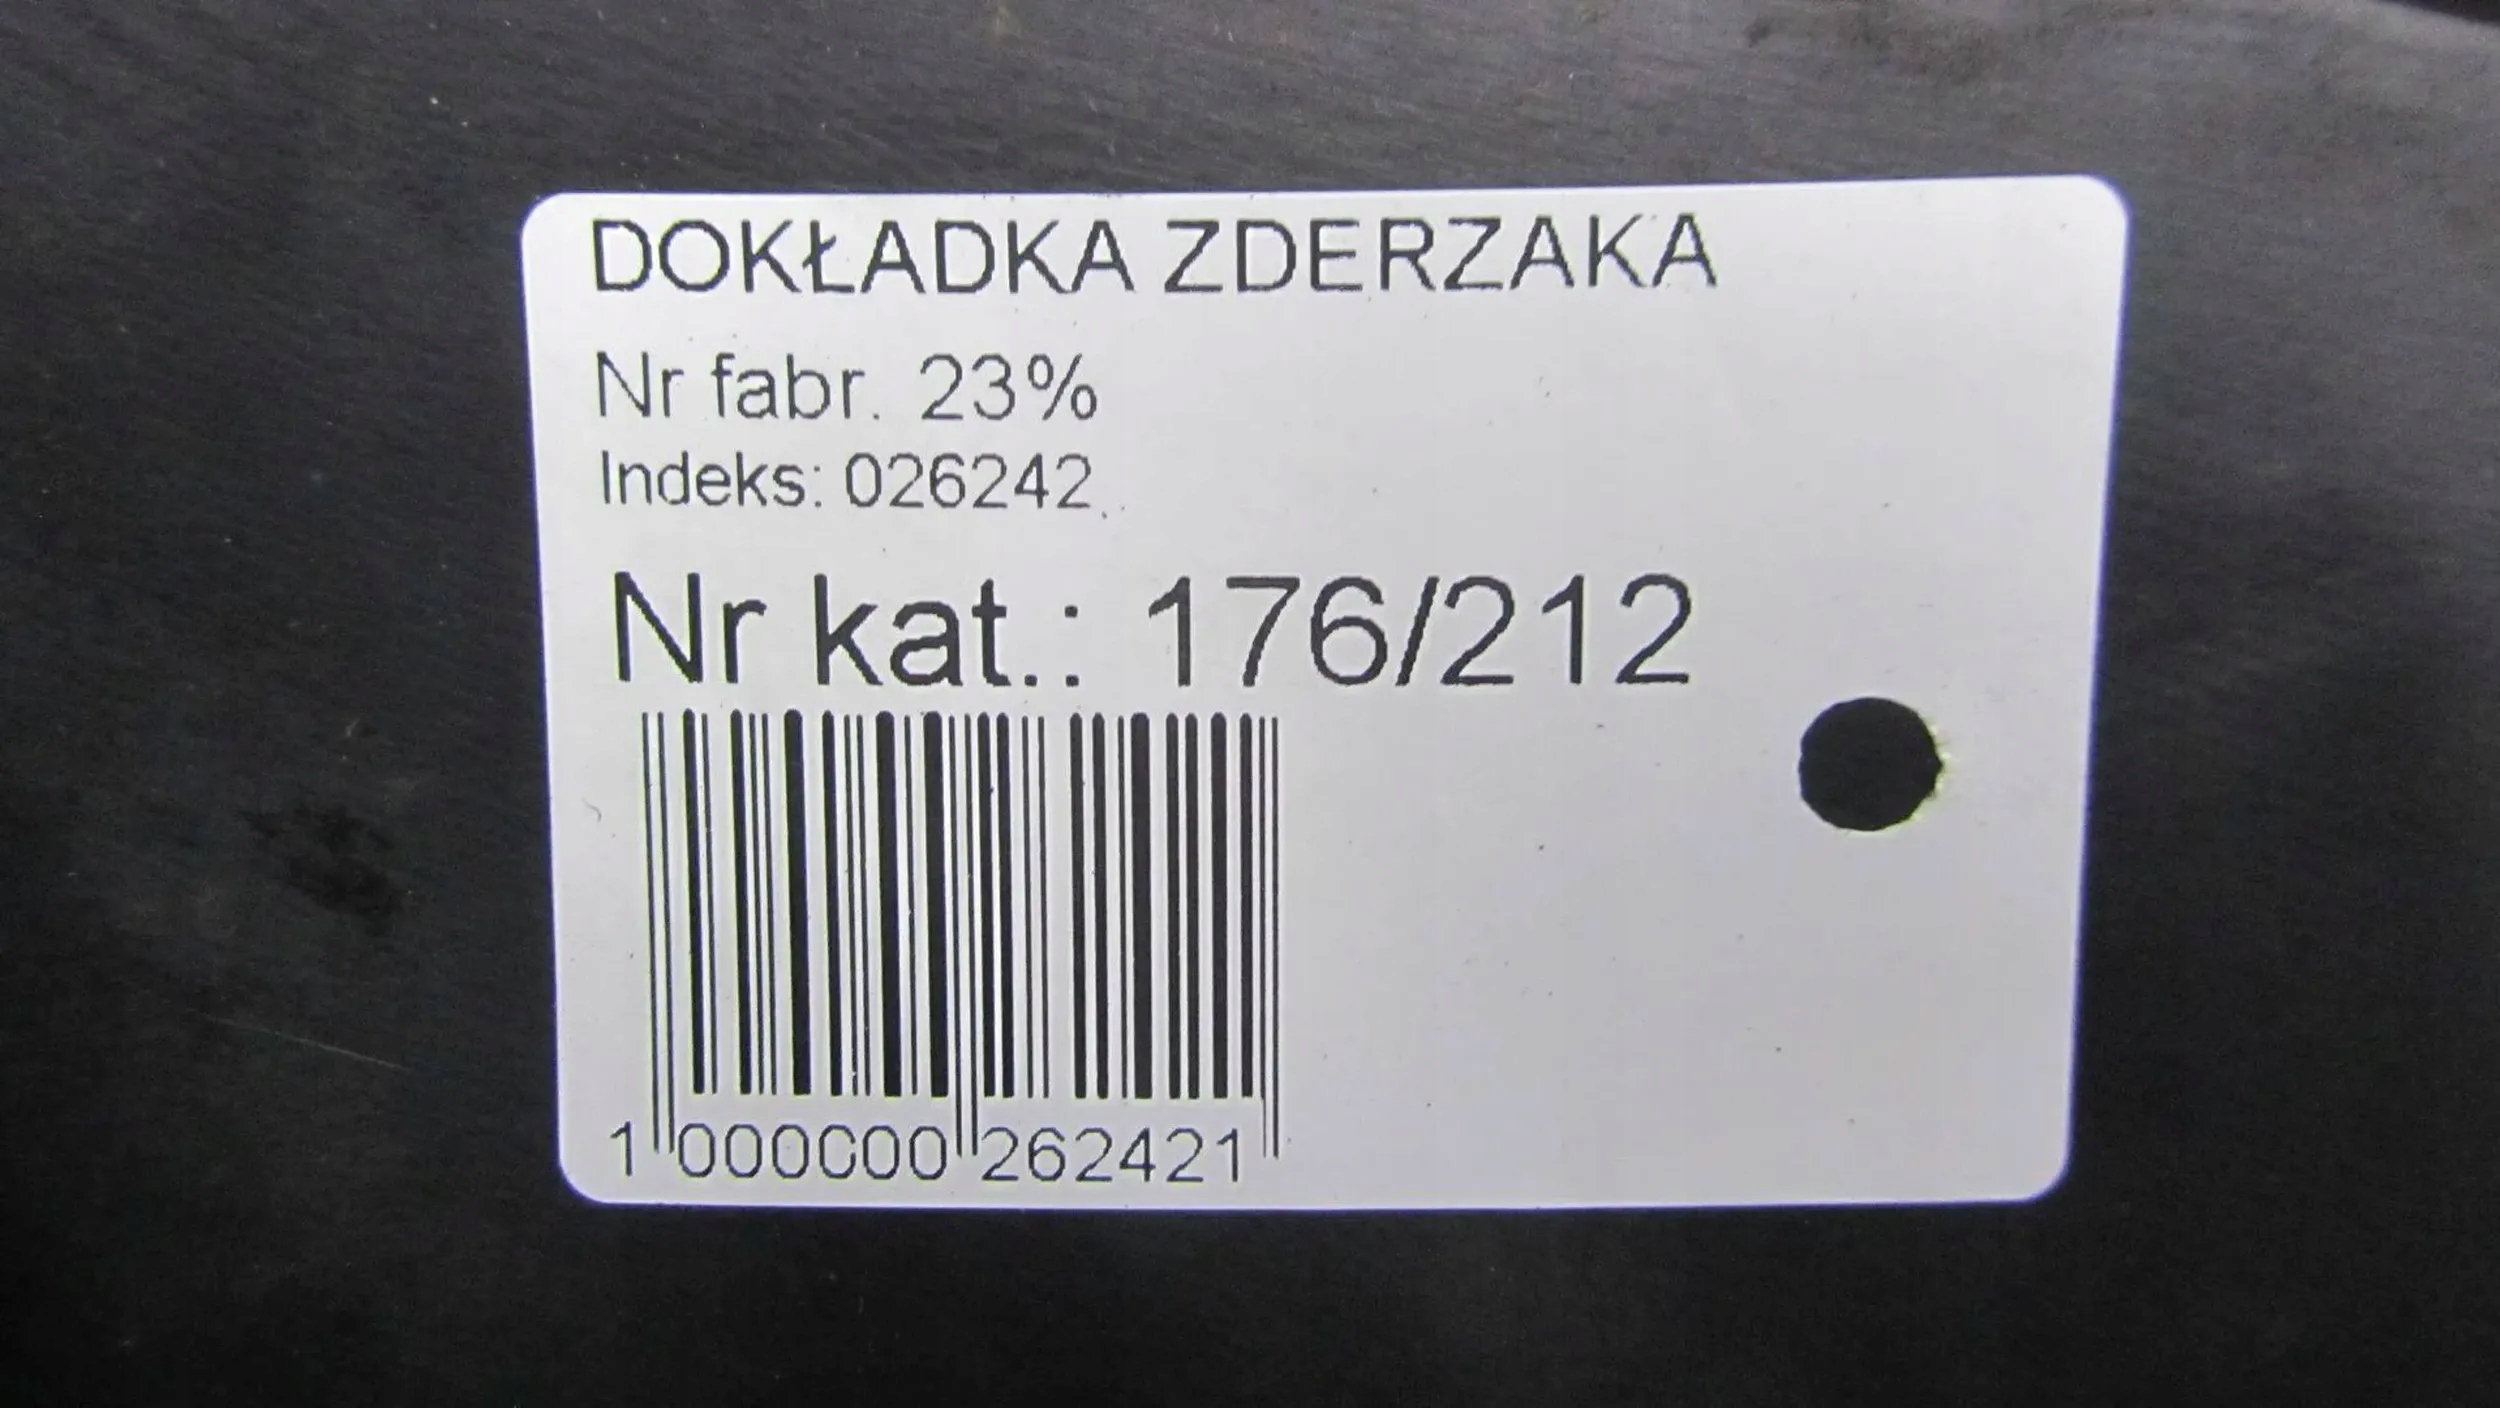 DOKŁADKA ZDERZAKA
Nr fabr. 23%
Indeks: 026242
Nr kat.: 176/212
1 000000 262421